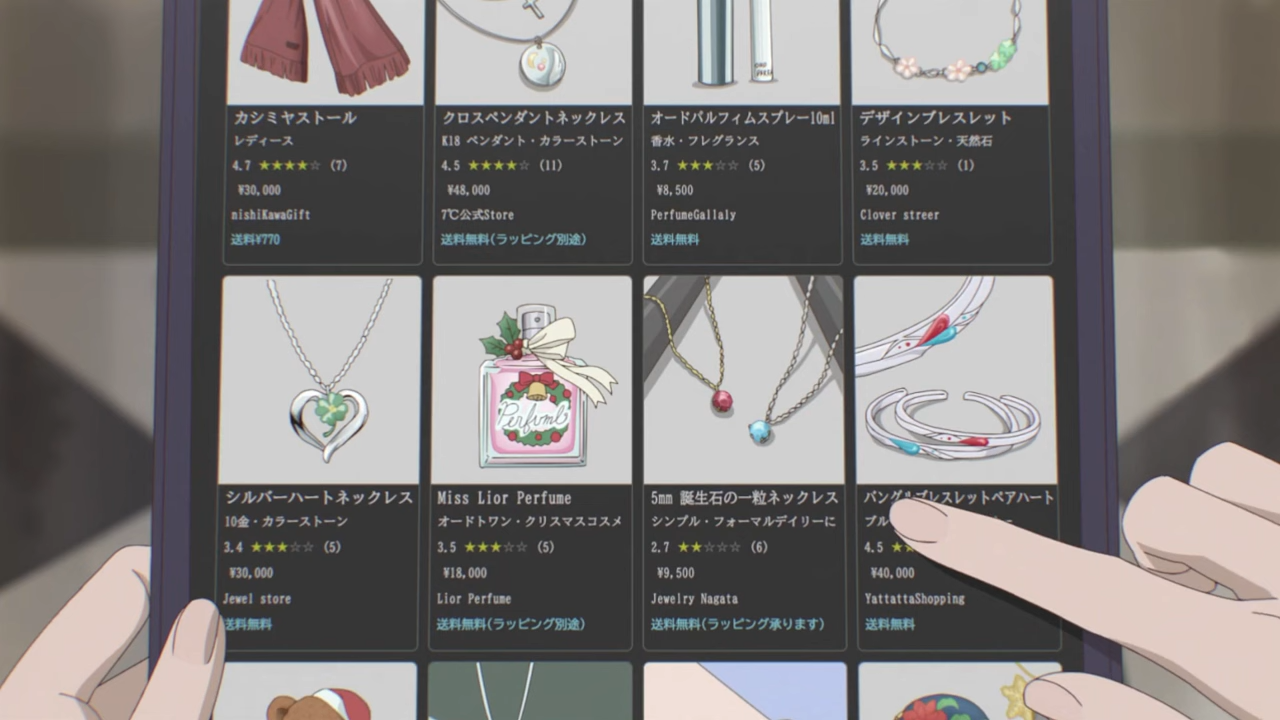 カシミヤストール
レディース
4.7 ★★★★☆ (7)
¥30,000
nishiKawaGift
送料¥770
クロスペンダントネックレス
K18 ペンダント・カラーストーン
4.5 ★★★★☆ (11)
¥48,000
7℃公式Store
送料無料(ラッピング別途)
オードパルフィムスプレー10ml
香水・フレグランス
3.7 ★★★☆☆ (5)
¥8,500
PerfumeGallaly
送料無料
デザインブレスレット
ラインストーン・天然石
3.5 ★★★☆☆ (1)
¥20,000
Clover streer
送料無料
シルバーハートネックレス
10金・カラーストーン
3.4 ★★★☆☆ (5)
¥30,000
Jewel store
送料無料
Perfume
Miss Lior Perfume
オードトワン・クリスマスコスメ
3.5 ★★★☆☆ (5)
¥18,000
Lior Perfume
送料無料(ラッピング別途)
5mm 誕生石の一粒ネックレス
シンプル・フォーマルデイリーに
2.7 ★★☆☆☆ (6)
¥9,500
Jewelry Nagata
送料無料(ラッピング承ります)
バングルブレスレットペアハート
4.5 ★★
¥40,000
YattattaShopping
送料無料